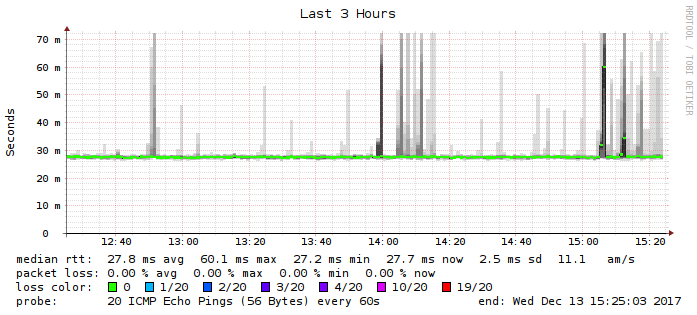 Last 3 Hours
RRDTOOL / TOBI OETIKER
Seconds
70 m
60 m
50 m
40 m
30 m
20 m
10 m
0
12:40 13:00 13:20 13:40 14:00 14:20 14:40 15:00 15:20
median rtt: 27.8 ms avg 60.1 ms max 27.2 ms min 27.7 ms now 2.5 ms sd 11.1 am/s
packet loss: 0.00 % avg 0.00 % max 0.00 % min 0.00 % now
loss color: 0 1/20 2/20 3/20 4/20 10/20 19/20
probe: 20 ICMP Echo Pings (56 Bytes) every 60s end: Wed Dec 13 15:25:03 2017